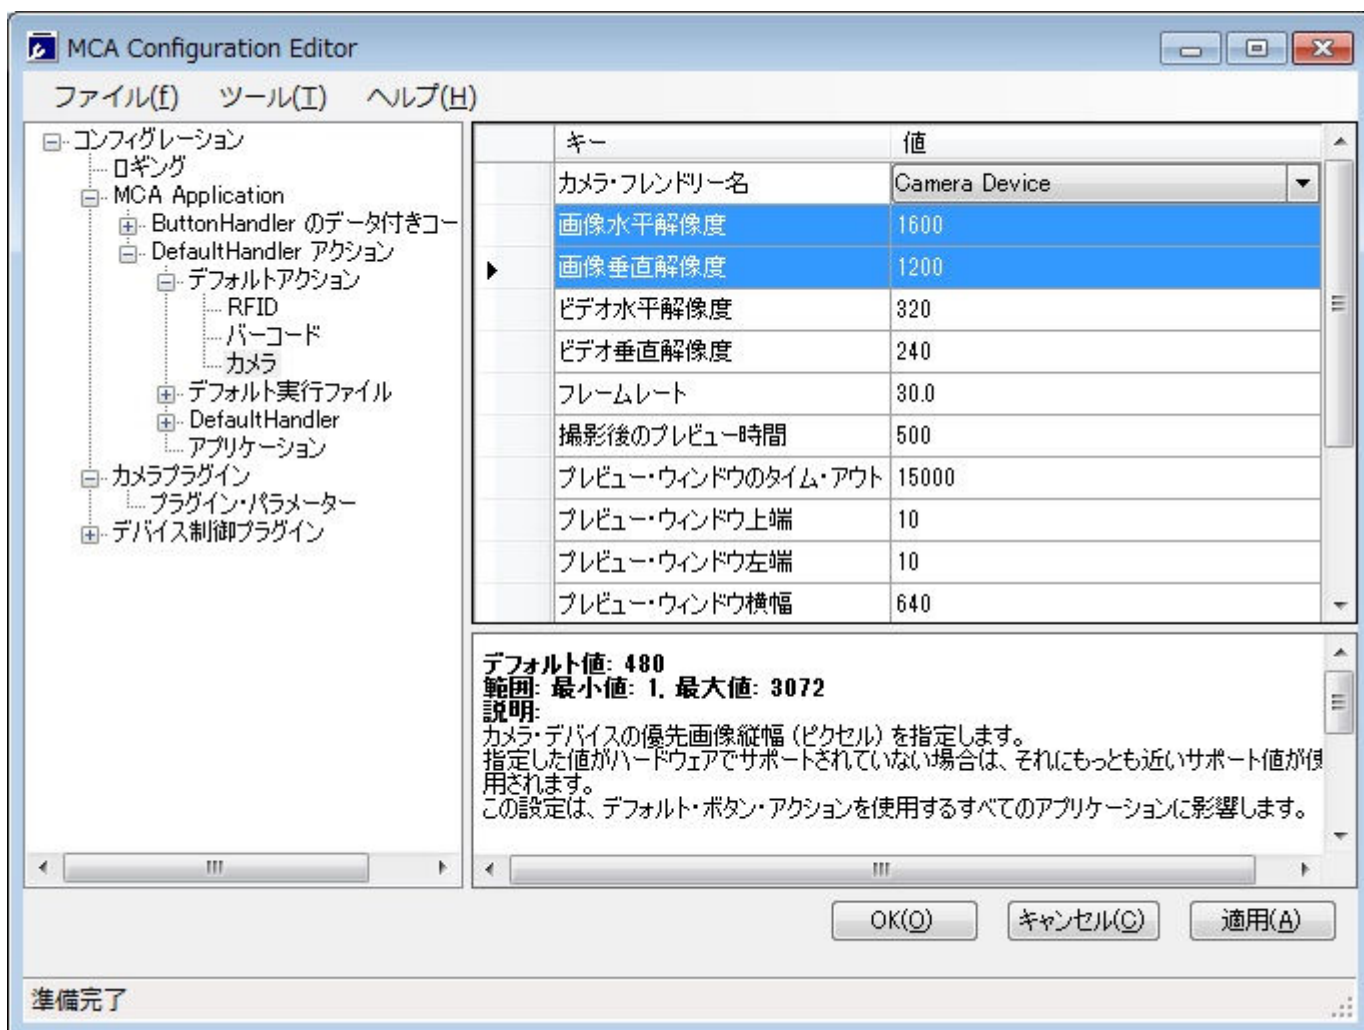 MCA Configuration Editor
ファイル(f) ツール(T) ヘルプ(H)
コンフィグレーション
ロギング
MCA Application
ButtonHandler のデータ付きコー
DefaultHandler アクション
デフォルトアクション
RFID
バーコード
カメラ
デフォルト実行ファイル
DefaultHandler
アプリケーション
カメラプラグイン
プラグイン・パラメーター
デバイス制御プラグイン
キー 値
カメラ・フレンドリー名 Camera Device
画像水平解像度 1600
画像垂直解像度 1200
ビデオ水平解像度 320
ビデオ垂直解像度 240
フレームレート 30.0
撮影後のプレビュー時間 500
プレビュー・ウィンドウのタイム・アウト 15000
プレビュー・ウィンドウ上端 10
プレビュー・ウィンドウ左端 10
プレビュー・ウィンドウ横幅 640
デフォルト値: 480
範囲: 最小値: 1, 最大値: 3072
説明:
カメラ・デバイスの優先画像縦幅 (ピクセル) を指定します。
指定した値がハードウェアでサポートされていない場合は、それにもっとも近いサポート値が使
用されます。
この設定は、デフォルト・ボタン・アクションを使用するすべてのアプリケーションに影響します。
OK(O) キャンセル(C) 適用(A)
準備完了